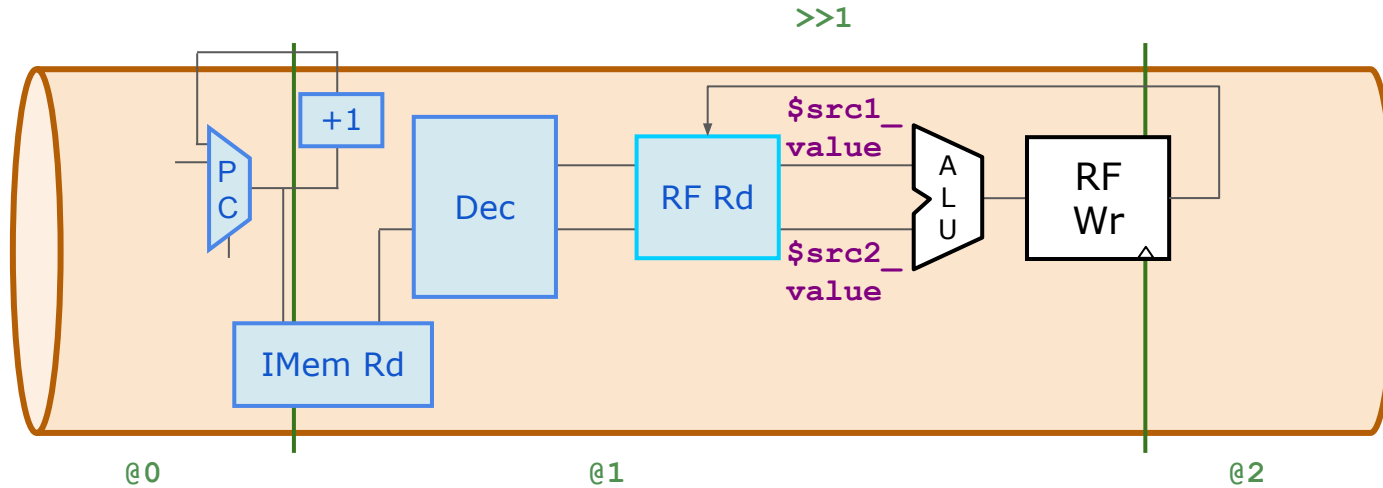 >>1
+1
$src1_
value
P
C
Dec
RF Rd
A
L
U
RF
Wr
$src2_
value
IMem Rd
@0
@1
@2